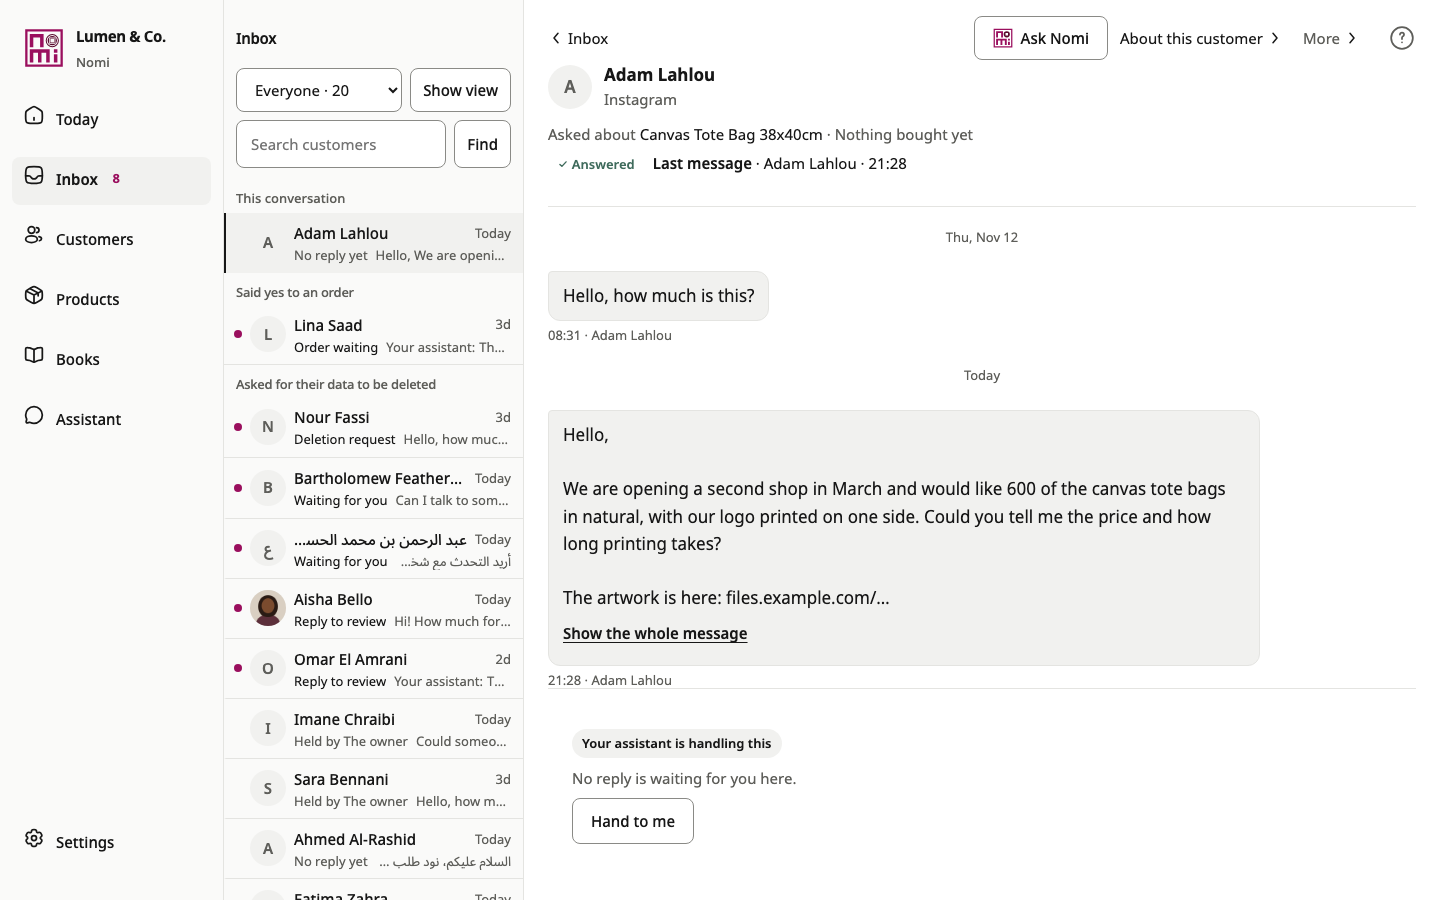 Lumen & Co.
Nomi
Today
Inbox 8
Customers
Products
Books
Assistant
Settings
Inbox
Everyone · 20
Show view
Search customers
Find
This conversation
Adam Lahlou Today
No reply yet Hello, We are openi...
Said yes to an order
L
Lina Saad 3d
Order waiting Your assistant: Th...
Asked for their data to be deleted
N
Nour Fassi 3d
Deletion request Hello, how muc...
B
Bartholomew Feather... Today
Waiting for you Can I talk to som...
ع
عبد الرحمن بن محمد الحس... Today
Waiting for you أريد التحدث مع شخ...
Aisha Bello Today
Reply to review Hi! How much for...
O
Omar El Amrani 2d
Reply to review Your assistant: T...
I
Imane Chraibi Today
Held by The owner Could someo...
S
Sara Bennani 3d
Held by The owner Hello, how m...
A
Ahmed Al-Rashid Today
No reply yet السلام عليكم، نود طلب ...
Fatima Zahra Today
Inbox
Ask Nomi
About this customer
More
?
A
Adam Lahlou
Instagram
Asked about Canvas Tote Bag 38x40cm · Nothing bought yet
Answered Last message · Adam Lahlou · 21:28
Thu, Nov 12
Hello, how much is this?
08:31 · Adam Lahlou
Today
Hello,
We are opening a second shop in March and would like 600 of the canvas tote bags
in natural, with our logo printed on one side. Could you tell me the price and how
long printing takes?
The artwork is here: files.example.com/...
Show the whole message
21:28 · Adam Lahlou
Your assistant is handling this
No reply is waiting for you here.
Hand to me